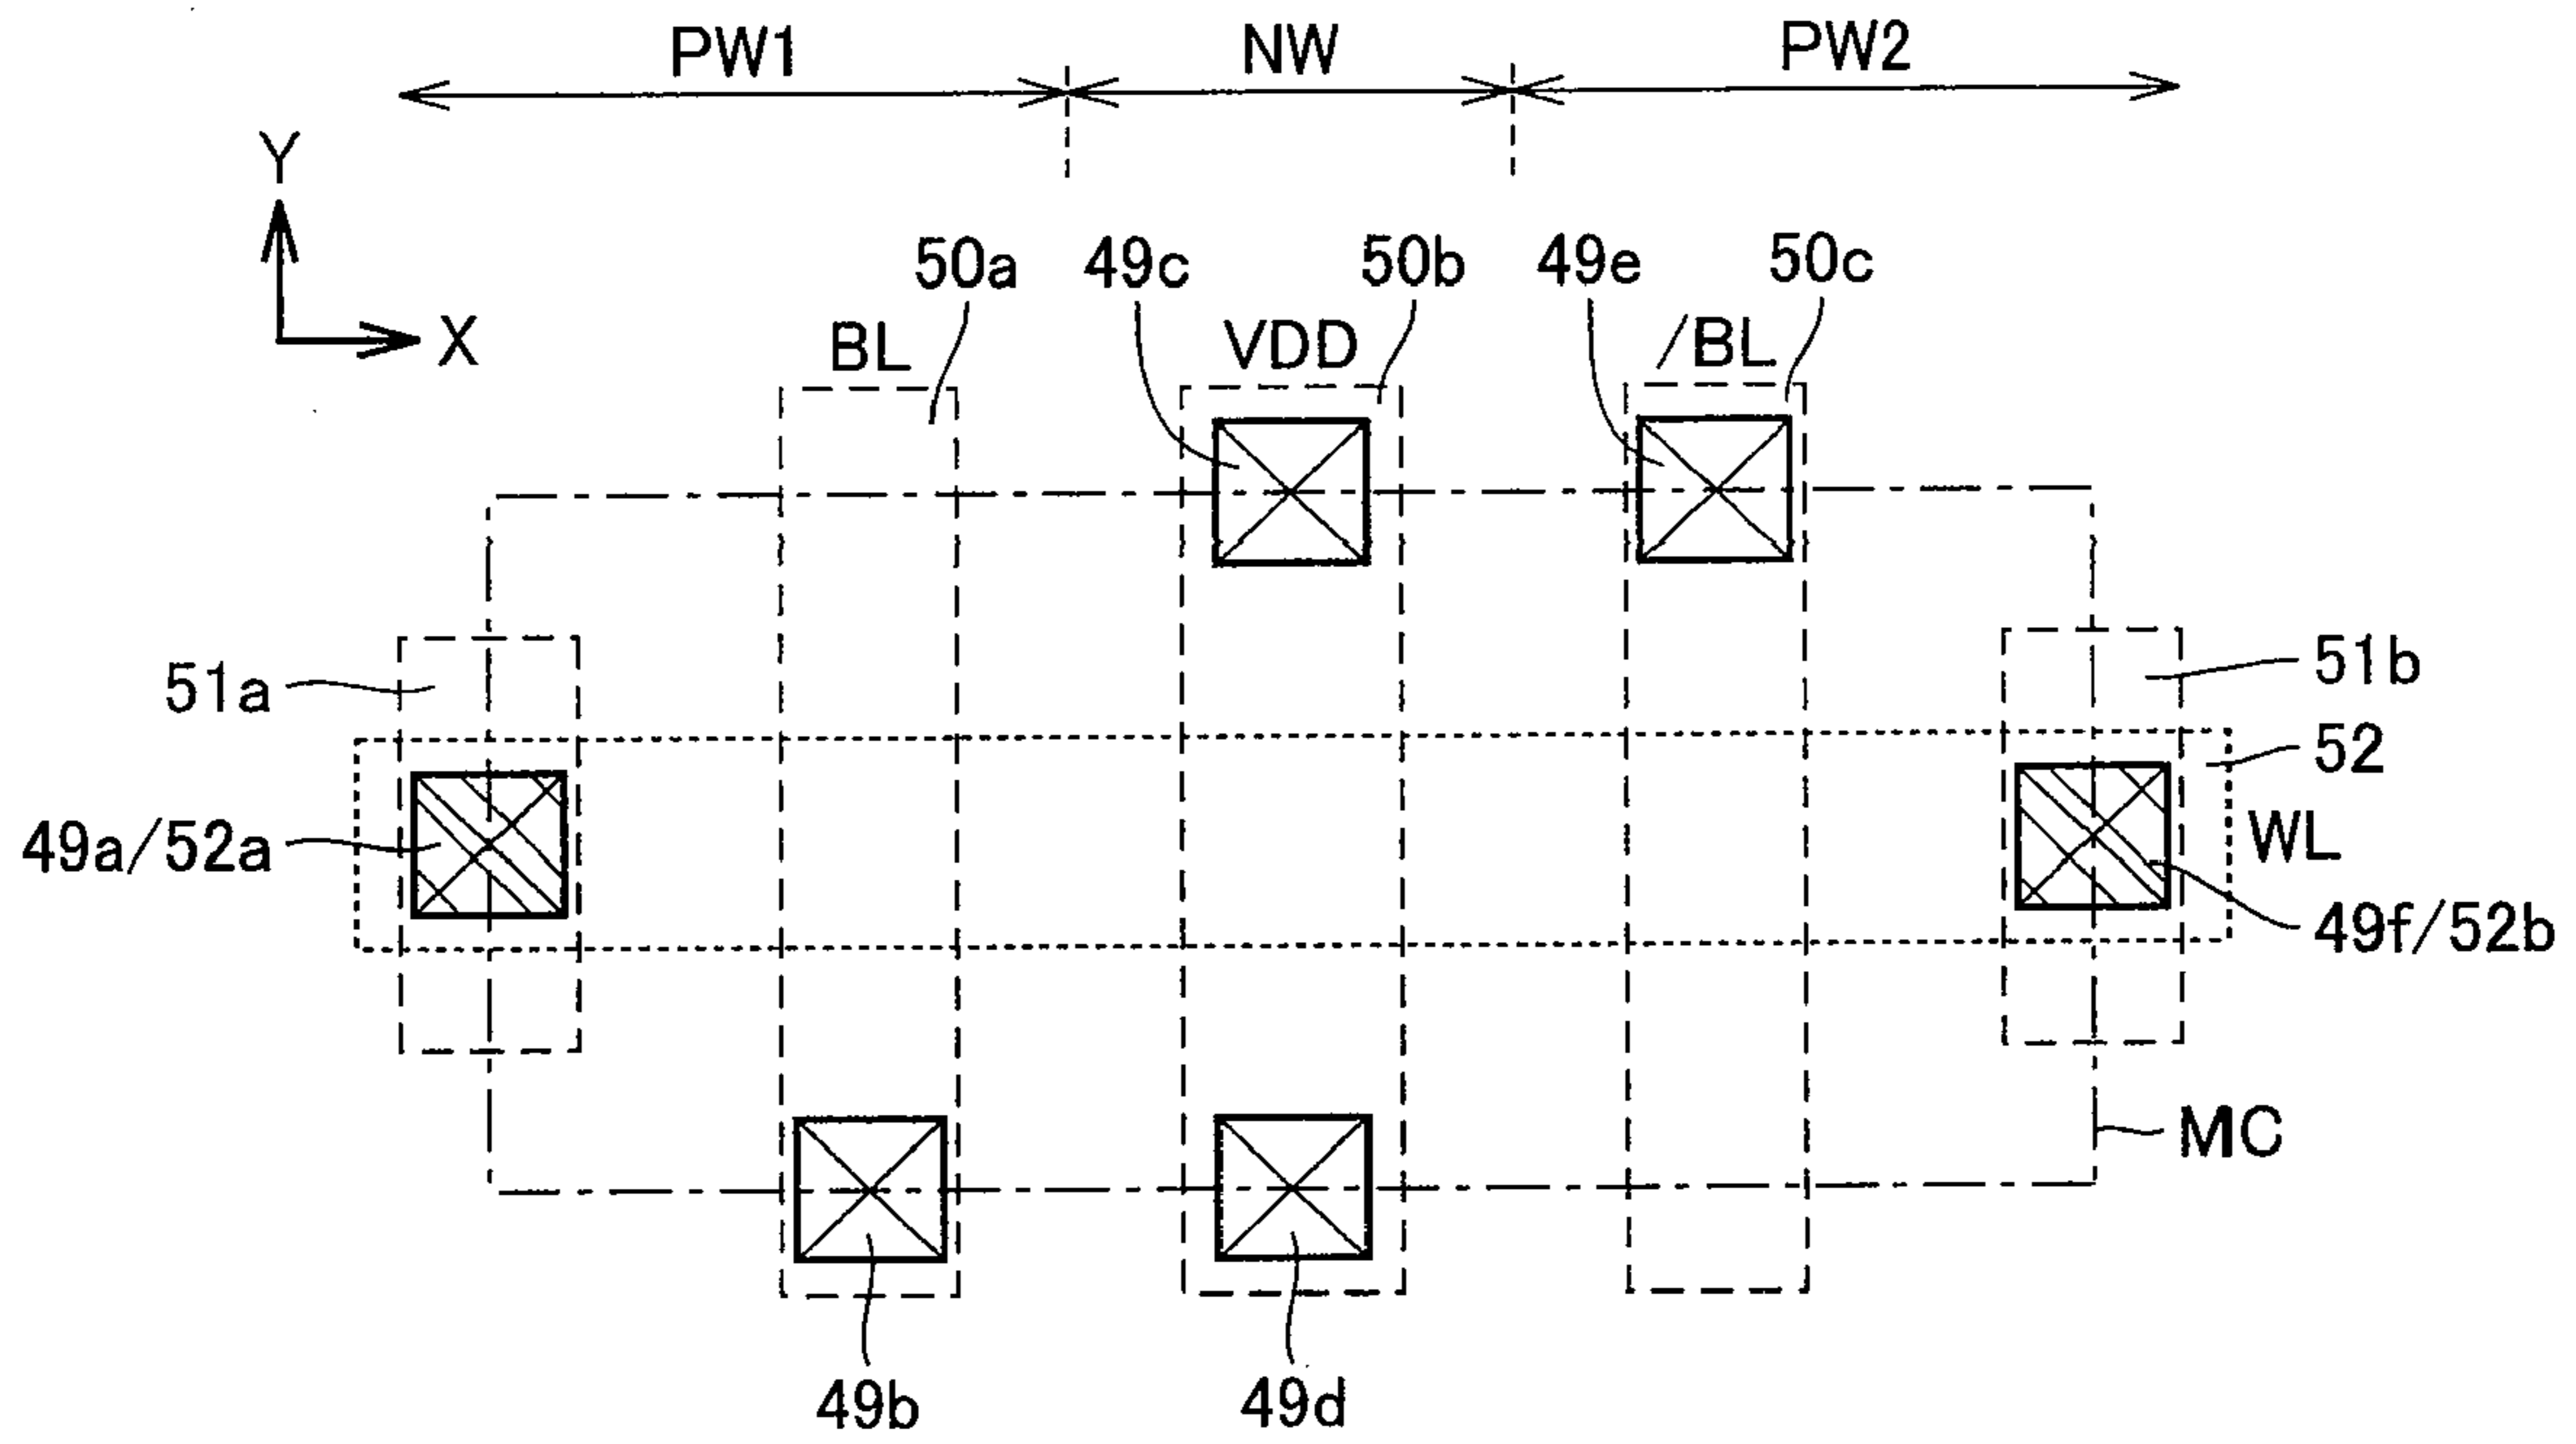 PW1 NW PW2
Y
X
50a 49c 50b 49e 50c
BL VDD /BL
51a 51b
52
49a/52a WL
49f/52b
MC
49b 49d